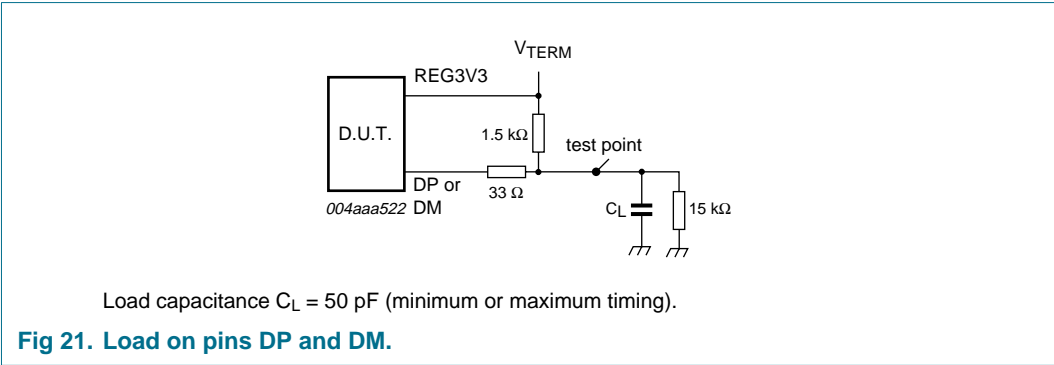 VTERM
REG3V3
D.U.T.
1.5 kΩ
test point
DP or
DM
33 Ω
CL
15 kΩ
004aaa522
Load capacitance CL = 50 pF (minimum or maximum timing).
Fig 21. Load on pins DP and DM.